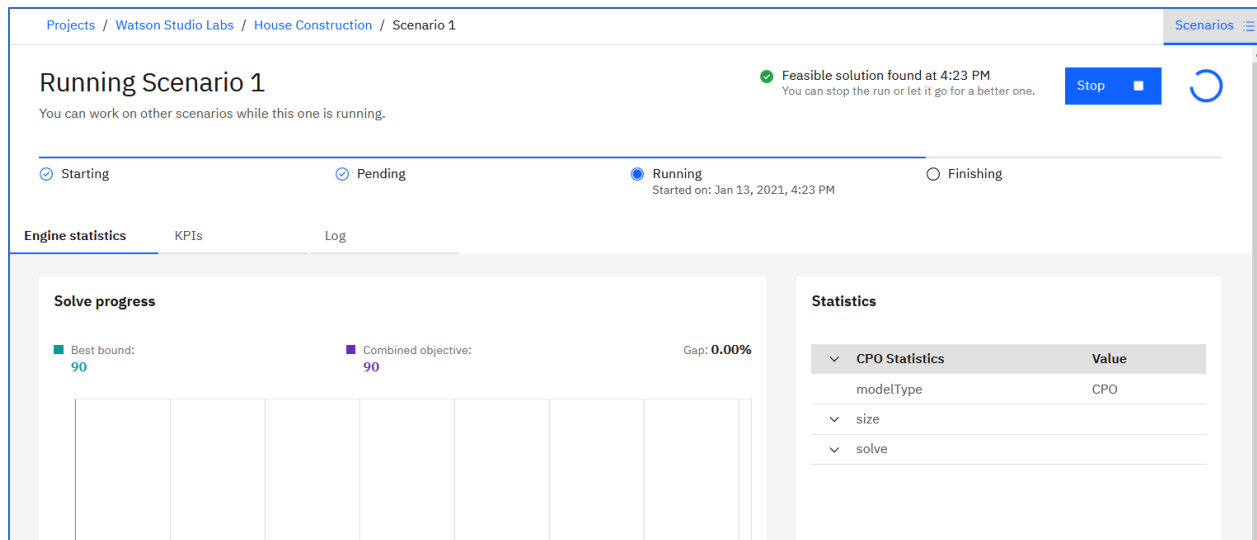 Projects / Watson Studio Labs / House Construction / Scenario 1
Scenarios
Running Scenario 1
You can work on other scenarios while this one is running.
Feasible solution found at 4:23 PM
You can stop the run or let it go for a better one.
Stop
Starting
Pending
Running
Started on: Jan 13, 2021, 4:23 PM
Finishing
Engine statistics
KPIs
Log
Solve progress
Best bound:
90
Combined objective:
90
Gap: 0.00%
Statistics
CPO Statistics Value
modelType CPO
size
solve